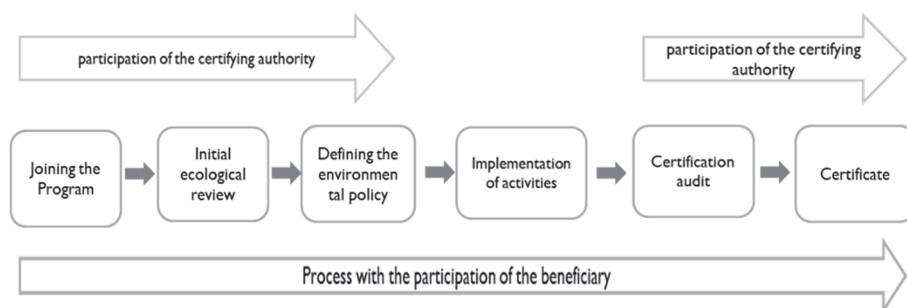 participation of the certifying authority
participation of the certifying
authority
Joining the
Program
Initial
ecological
review
Defining the
environmen
tal policy
Implementation
of activities
Certification
audit
Certificate
Process with the participation of the beneficiary